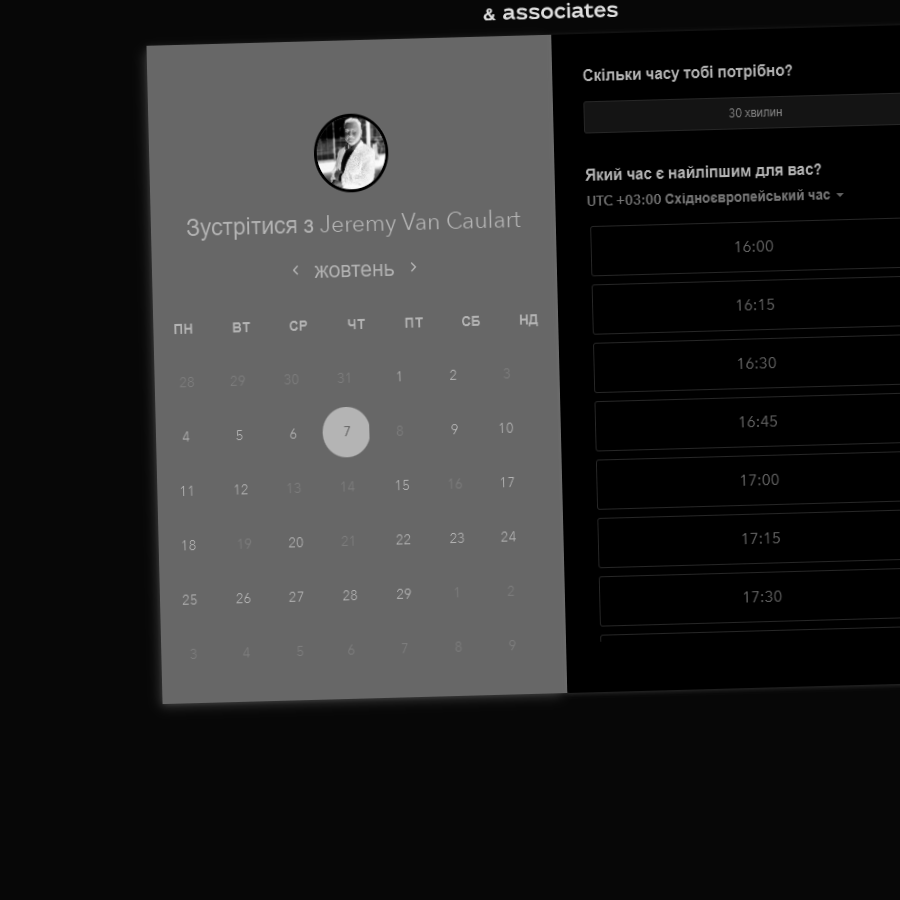 & associates
Зустрітися з Jeremy Van Caulart
‹ жовтень ›
ПН ВТ СР ЧТ ПТ СБ НД
28 29 30 31 1 2 3
4 5 6 7 8 9 10
11 12 13 14 15 16 17
18 19 20 21 22 23 24
25 26 27 28 29 1 2
3 4 5 6 7 8 9
Скільки часу тобі потрібно?
30 хвилин
Який час є найліпшим для вас?
UTC +03:00 Східноєвропейський час
16:00
16:15
16:30
16:45
17:00
17:15
17:30